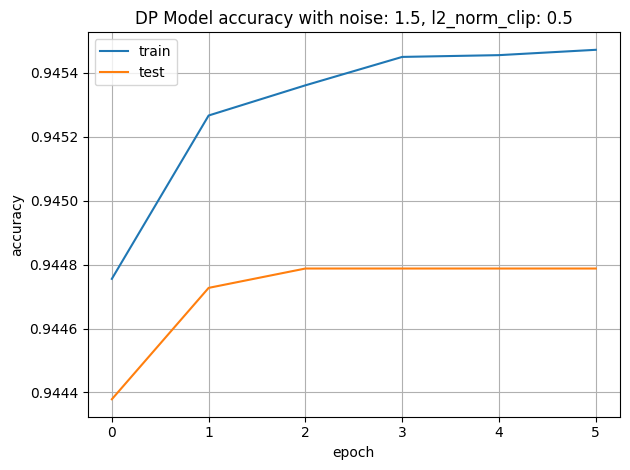 DP Model accuracy with noise: 1.5, l2_norm_clip: 0.5
train
test
0.9454
0.9452
0.9450
0.9448
0.9446
0.9444
accuracy
0 1 2 3 4 5
epoch